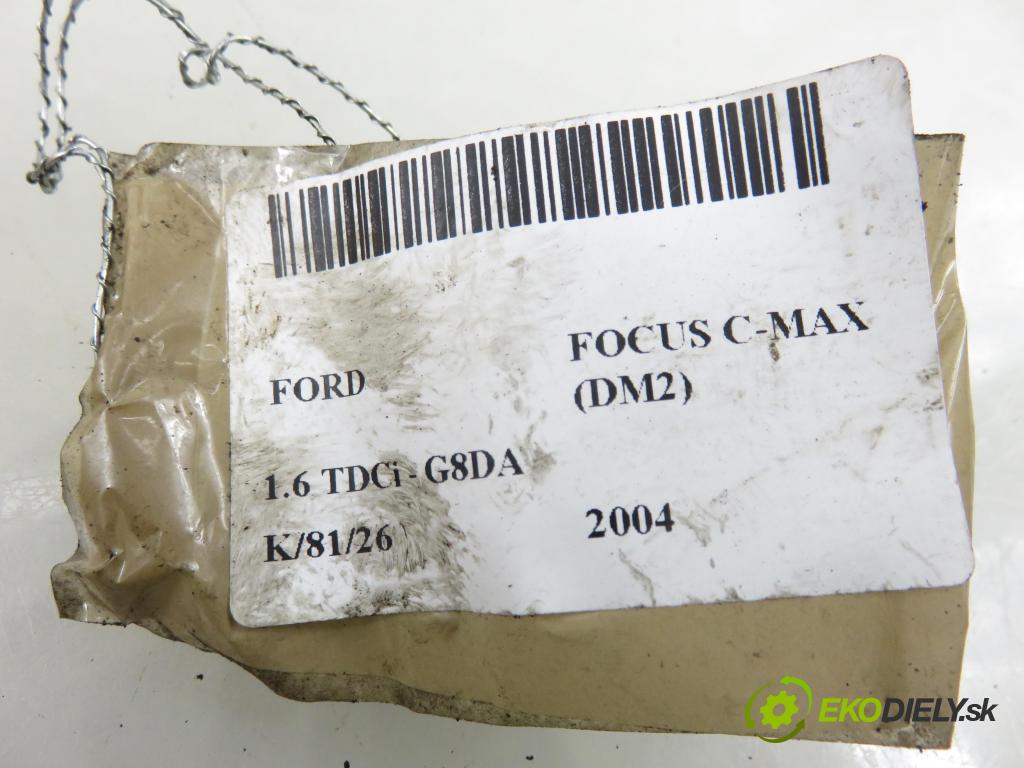 FORD
FOCUS C-MAX
(DM2)
1.6 TDCi - G8DA
K/81/26
2004
EKODIELY.sk